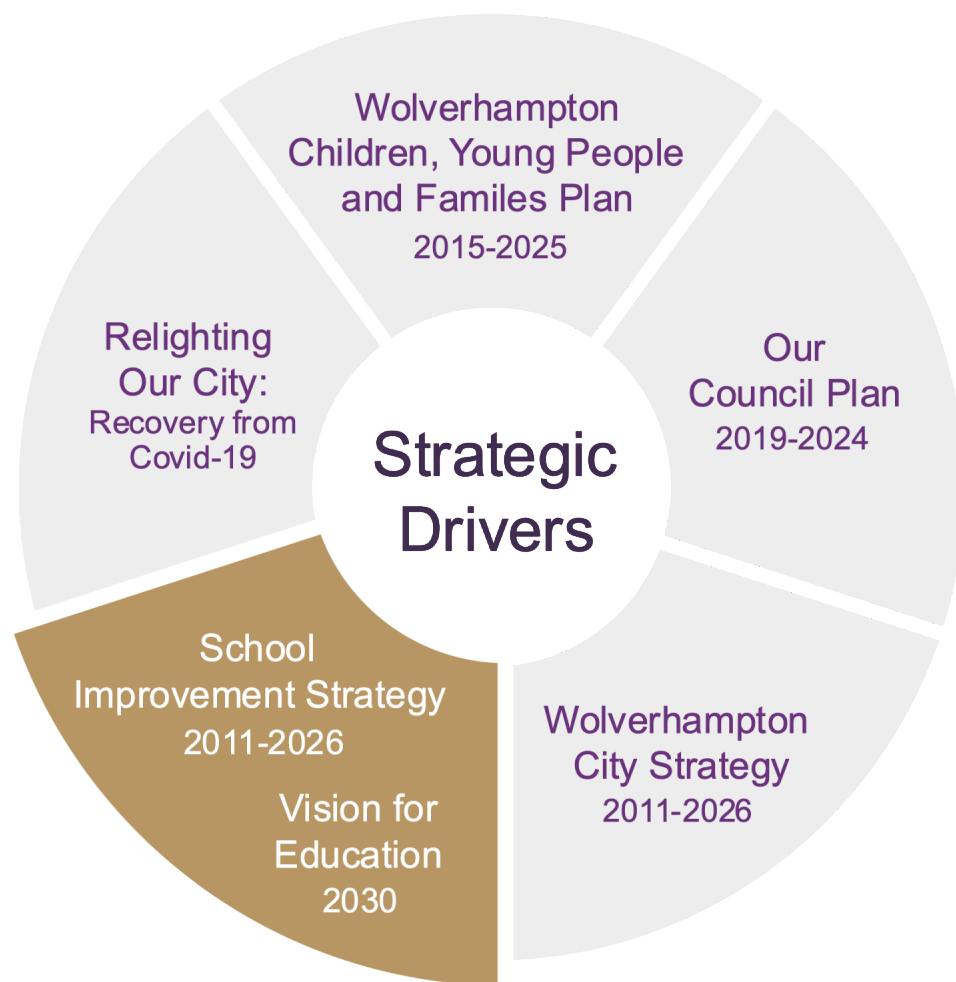 Wolverhampton
Children, Young People
and Familes Plan
2015-2025
Our
Council Plan
2019-2024
Wolverhampton
City Strategy
2011-2026
School
Improvement Strategy
2011-2026
Vision for
Education
2030
Relighting
Our City:
Recovery from
Covid-19
Strategic
Drivers